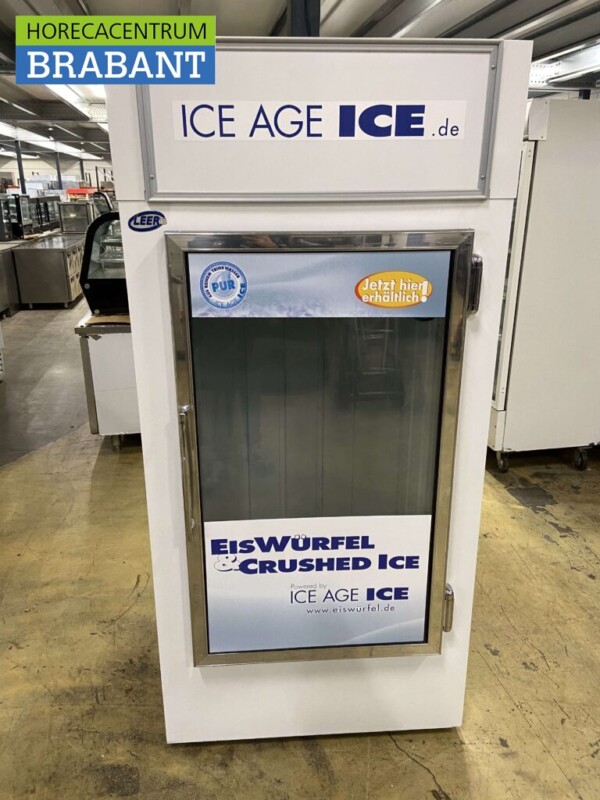 HORECACENTRUM
BRABANT
ICE AGE ICE.de
LEER
PUR
Jetzt hier
erhältlich!
EISWÜRFEL
& CRUSHED ICE
Powered by
ICE AGE ICE
www.eiswürfel.de